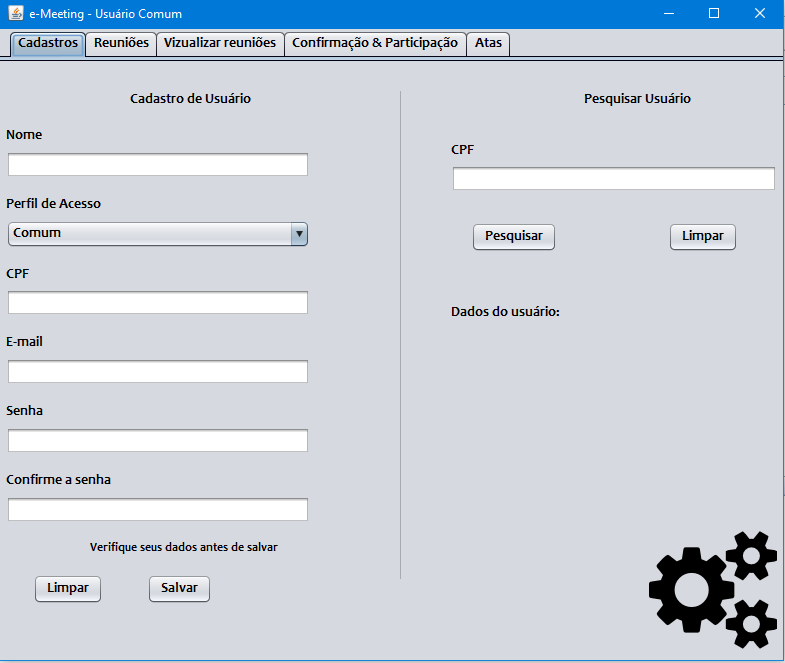 e-Meeting - Usuário Comum
Cadastros Reuniões Vizualizar reuniões Confirmação & Participação Atas
Cadastro de Usuário
Nome
Perfil de Acesso
Comum
CPF
E-mail
Senha
Confirme a senha
Verifique seus dados antes de salvar
Limpar Salvar
Pesquisar Usuário
CPF
Pesquisar Limpar
Dados do usuário: